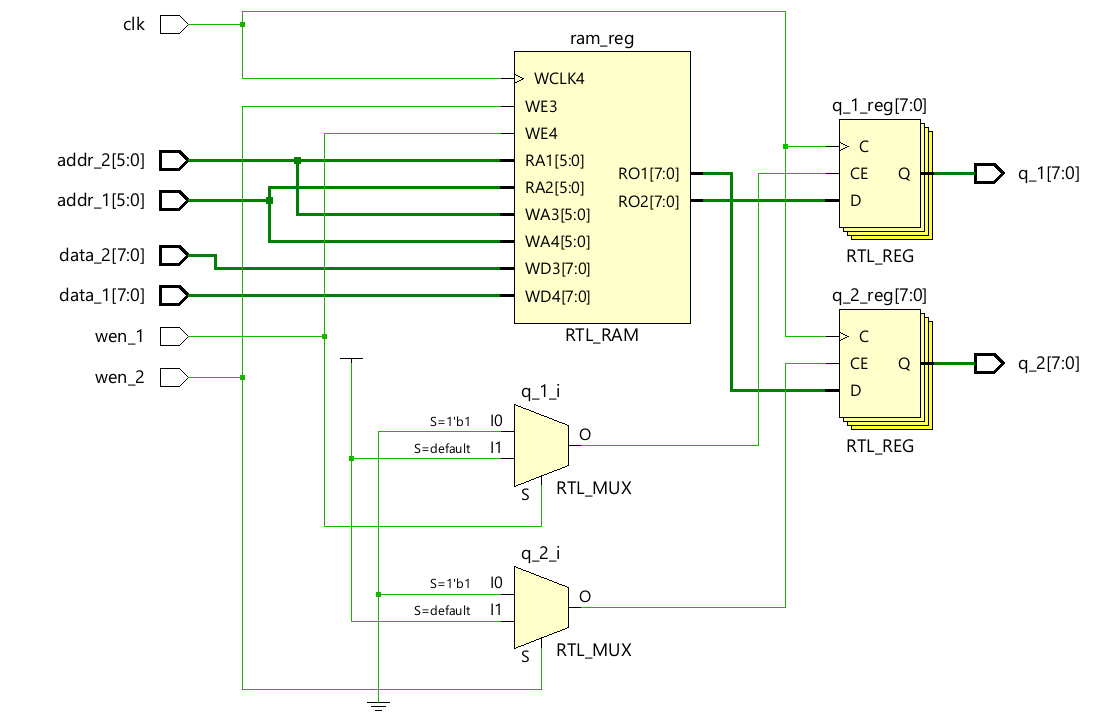 clk
addr_2[5:0]
addr_1[5:0]
data_2[7:0]
data_1[7:0]
wen_1
wen_2
ram_reg
WCLK4
WE3
WE4
RA1[5:0]
RA2[5:0]
WA3[5:0]
WA4[5:0]
WD3[7:0]
WD4[7:0]
RO1[7:0]
RO2[7:0]
RTL_RAM
q_1_i
S=1'b1 I0
S=default I1
O
S
RTL_MUX
q_2_i
S=1'b1 I0
S=default I1
O
S
RTL_MUX
q_1_reg[7:0]
C
CE Q
D
RTL_REG
q_1[7:0]
q_2_reg[7:0]
C
CE Q
D
RTL_REG
q_2[7:0]